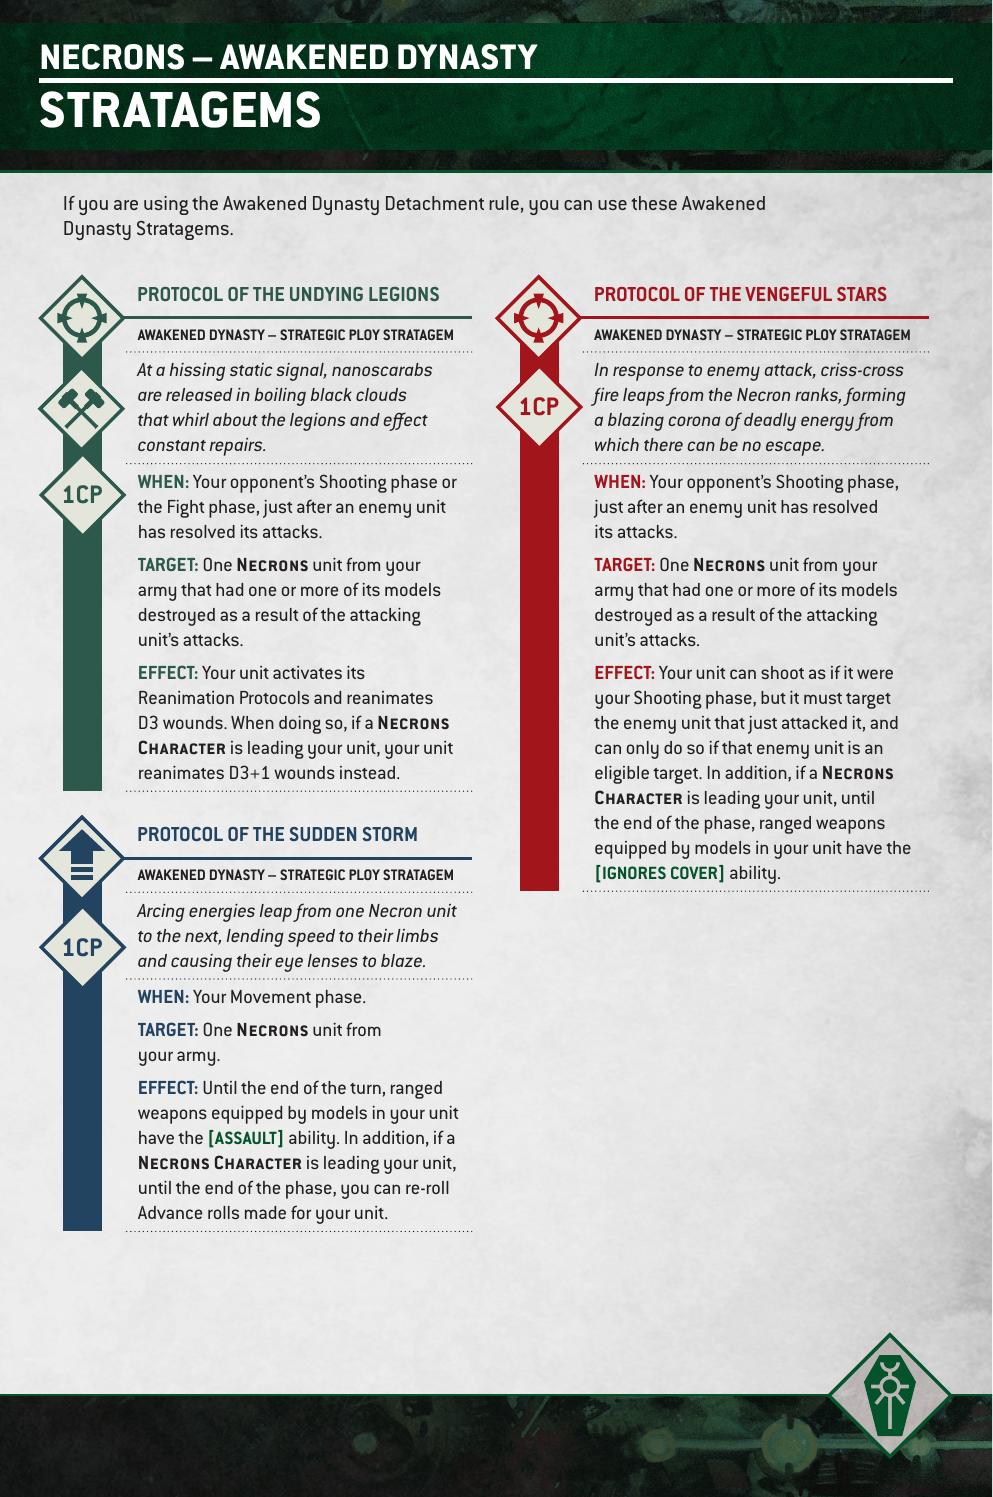 NECRONS – AWAKENED DYNASTY
STRATAGEMS
If you are using the Awakened Dynasty Detachment rule, you can use these Awakened
Dynasty Stratagems.
PROTOCOL OF THE UNDYING LEGIONS
AWAKENED DYNASTY – STRATEGIC PLOY STRATAGEM
At a hissing static signal, nanoscarabs
are released in boiling black clouds
that whirl about the legions and effect
constant repairs.
1CP
WHEN: Your opponent's Shooting phase or
the Fight phase, just after an enemy unit
has resolved its attacks.
TARGET: One NECRONS unit from your
army that had one or more of its models
destroyed as a result of the attacking
unit's attacks.
EFFECT: Your unit activates its
Reanimation Protocols and reanimates
D3 wounds. When doing so, if a NECRONS
CHARACTER is leading your unit, your unit
reanimates D3+1 wounds instead.
PROTOCOL OF THE SUDDEN STORM
AWAKENED DYNASTY – STRATEGIC PLOY STRATAGEM
Arcing energies leap from one Necron unit
to the next, lending speed to their limbs
and causing their eye lenses to blaze.
1CP
WHEN: Your Movement phase.
TARGET: One NECRONS unit from
your army.
EFFECT: Until the end of the turn, ranged
weapons equipped by models in your unit
have the [ASSAULT] ability. In addition, if a
NECRONS CHARACTER is leading your unit,
until the end of the phase, you can re-roll
Advance rolls made for your unit.
PROTOCOL OF THE VENGEFUL STARS
AWAKENED DYNASTY – STRATEGIC PLOY STRATAGEM
In response to enemy attack, criss-cross
fire leaps from the Necron ranks, forming
a blazing corona of deadly energy from
which there can be no escape.
1CP
WHEN: Your opponent's Shooting phase,
just after an enemy unit has resolved
its attacks.
TARGET: One NECRONS unit from your
army that had one or more of its models
destroyed as a result of the attacking
unit's attacks.
EFFECT: Your unit can shoot as if it were
your Shooting phase, but it must target
the enemy unit that just attacked it, and
can only do so if that enemy unit is an
eligible target. In addition, if a NECRONS
CHARACTER is leading your unit, until
the end of the phase, ranged weapons
equipped by models in your unit have the
[IGNORES COVER] ability.